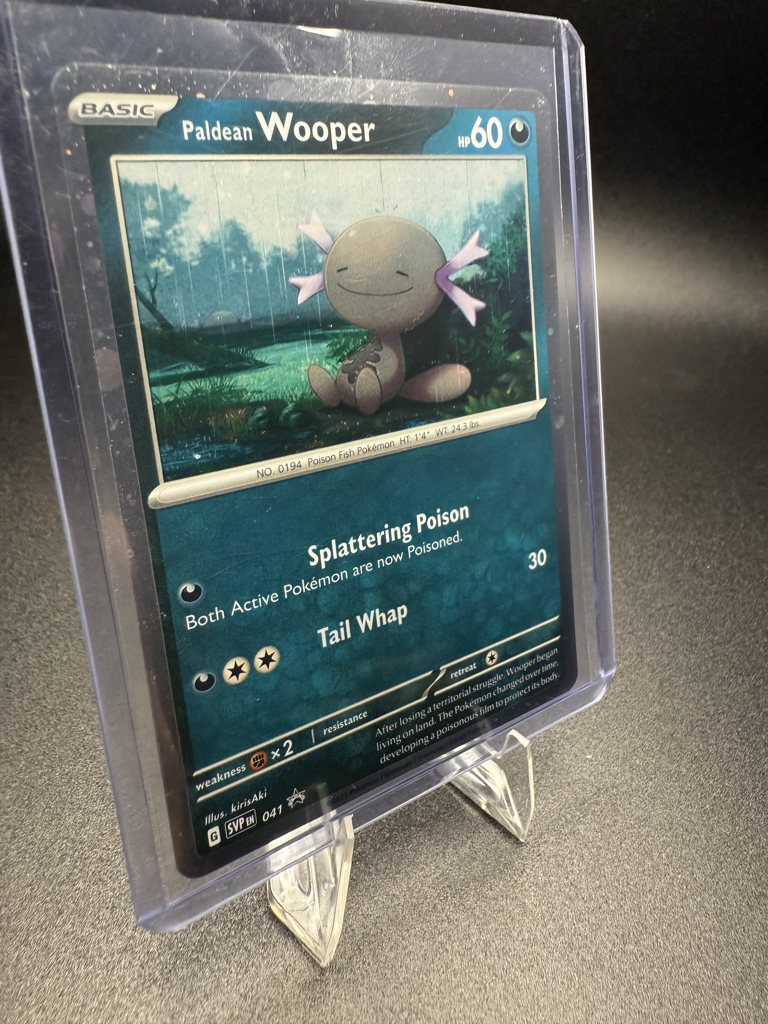 BASIC
Paldean Wooper
HP 60
NO. 0194 Poison Fish Pokémon HT: 1'4" WT: 24.3 lbs.
Splattering Poison
Both Active Pokémon are now Poisoned.
Tail Whap
30
weakness × 2
resistance
retreat
After losing a territorial struggle, Wooper began
living on land. The Pokémon changed over time,
developing a poisonous film to protect its body.
Illus. kirisAki
G SVP EN 041